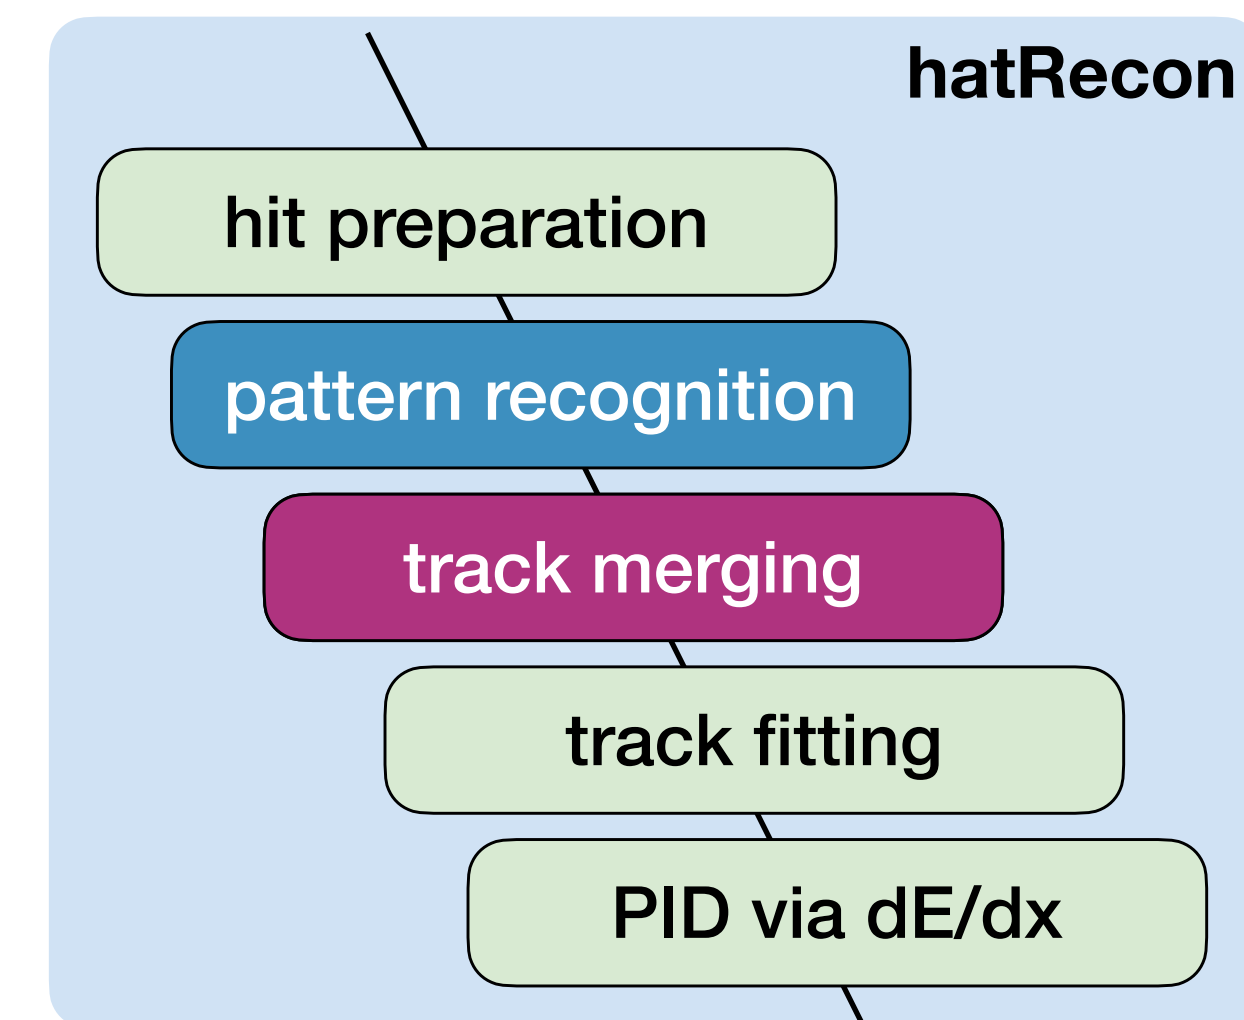 hatRecon
hit preparation
pattern recognition
track merging
track fitting
PID via dE/dx